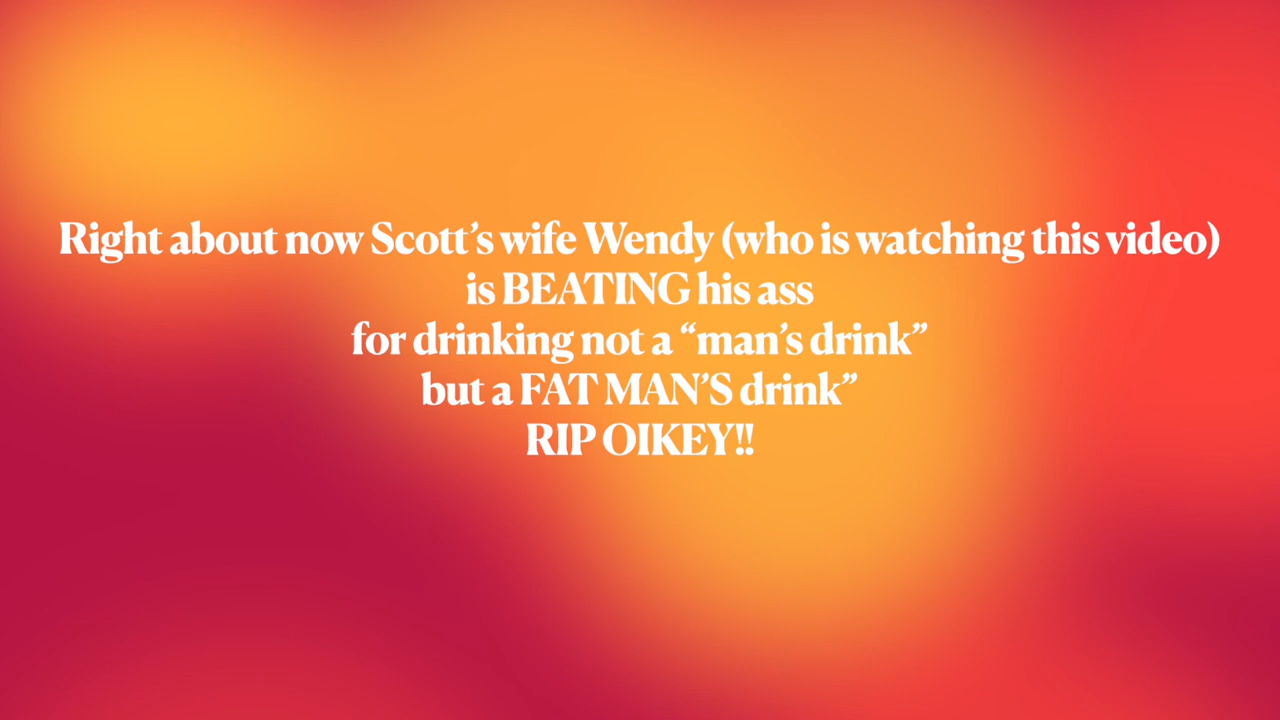 Right about now Scott’s wife Wendy (who is watching this video)
is BEATING his ass
for drinking not a “man’s drink”
but a FAT MAN’S drink”
RIP OIKEY!!